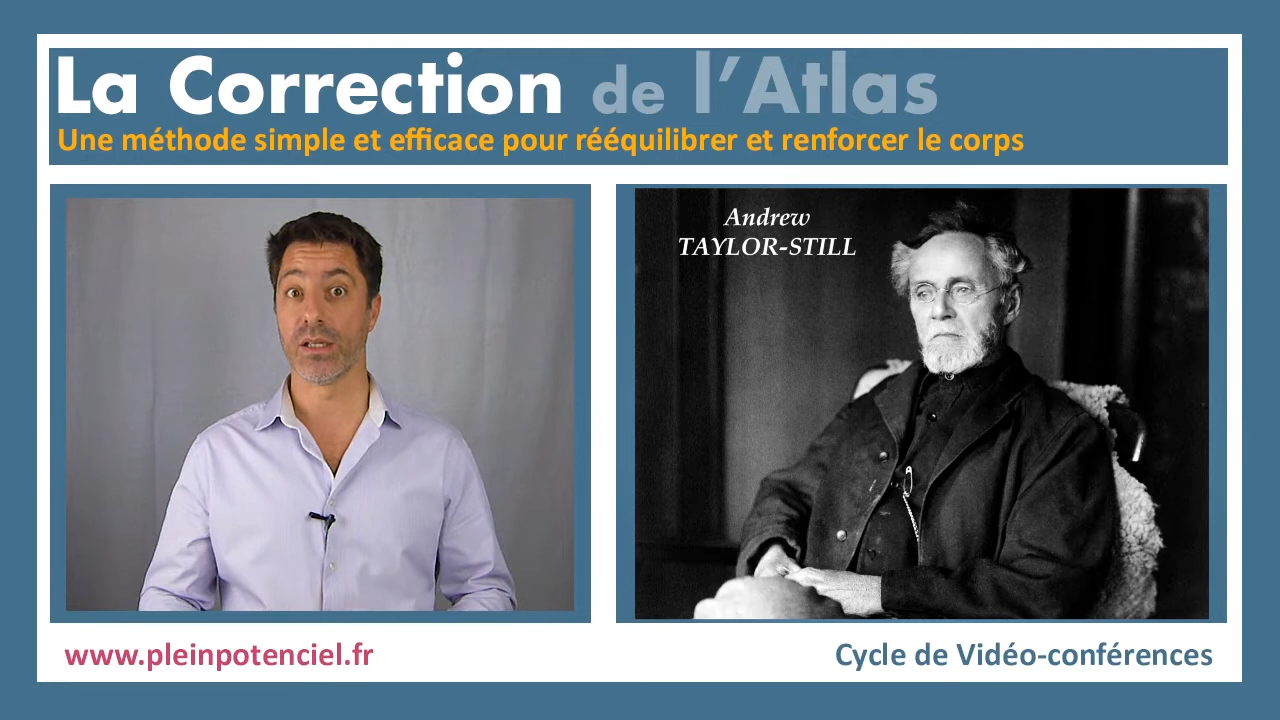 La Correction de l'Atlas
Une méthode simple et efficace pour rééquilibrer et renforcer le corps
Andrew
TAYLOR-STILL
www.pleinpotenciel.fr
Cycle de Vidéo-conférences